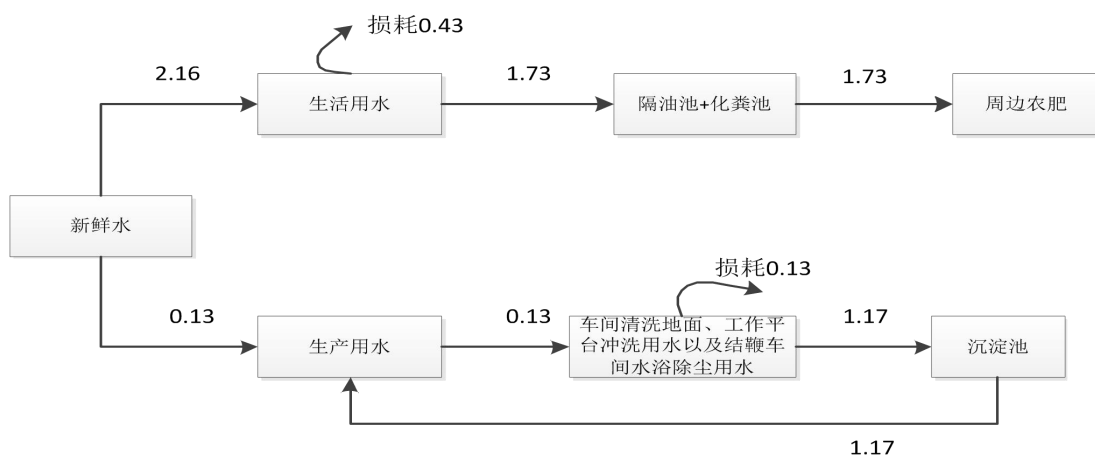 损耗0.43
2.16
1.73
1.73
生活用水
隔油池+化粪池
周边农肥
新鲜水
损耗0.13
0.13
0.13
1.17
生产用水
车间清洗地面、工作平
台冲洗用水以及结鞭车
间水浴除尘用水
沉淀池
1.17